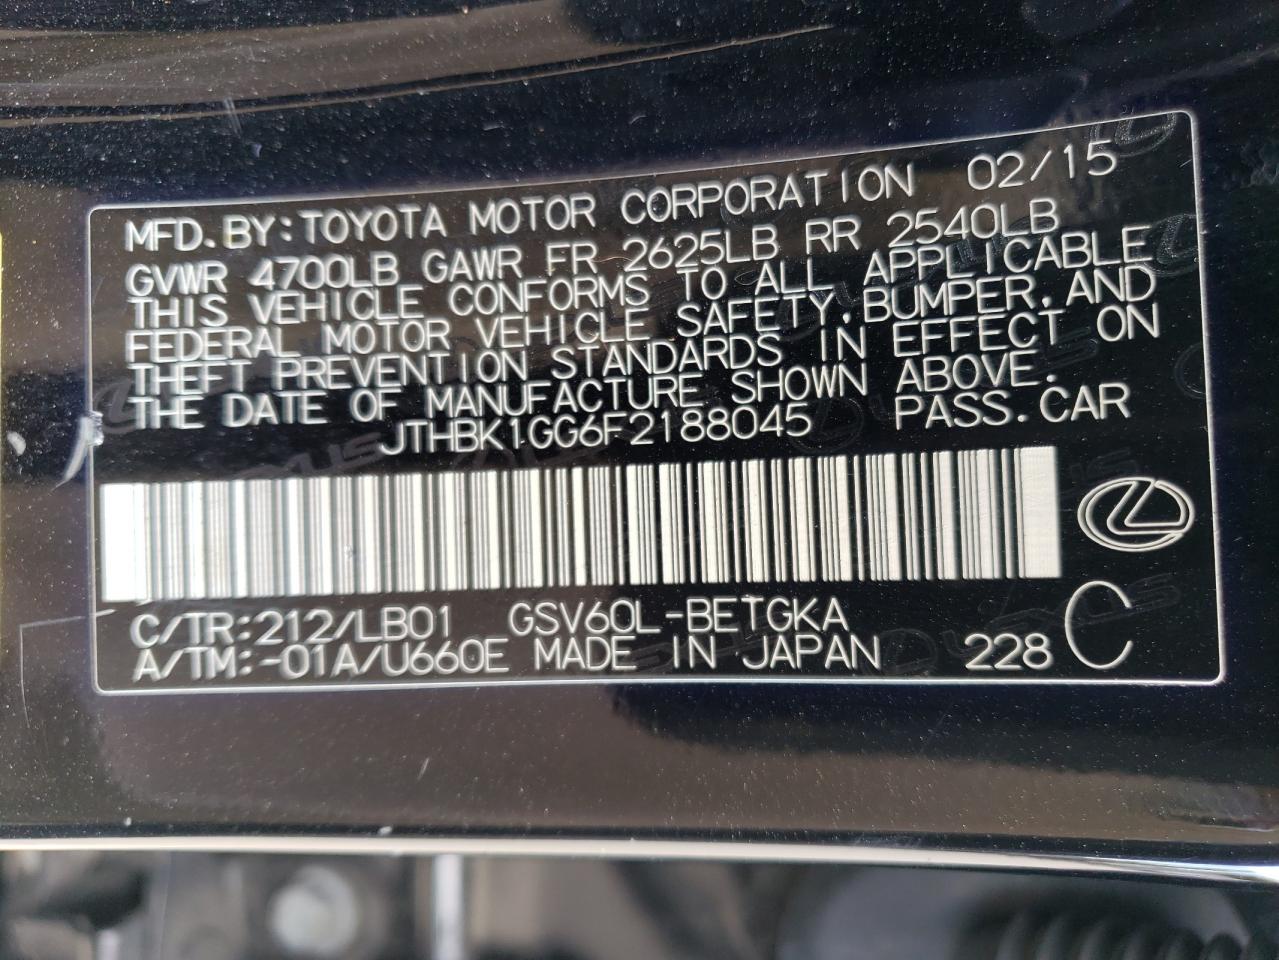 MFD. BY: TOYOTA MOTOR CORPORATION 02/15
GVWR 4700LB GAWR FR 2625LB RR 2540LB
THIS VEHICLE CONFORMS TO ALL APPLICABLE
FEDERAL MOTOR VEHICLE SAFETY, BUMPER, AND
THEFT PREVENTION STANDARDS IN EFFECT ON
THE DATE OF MANUFACTURE SHOWN ABOVE.
JTHBK1GG6F2188045 PASS. CAR
C/TR: 212/LB01 GSV60L-BETGKA
A/TM: -01A/U660E MADE IN JAPAN 228 C